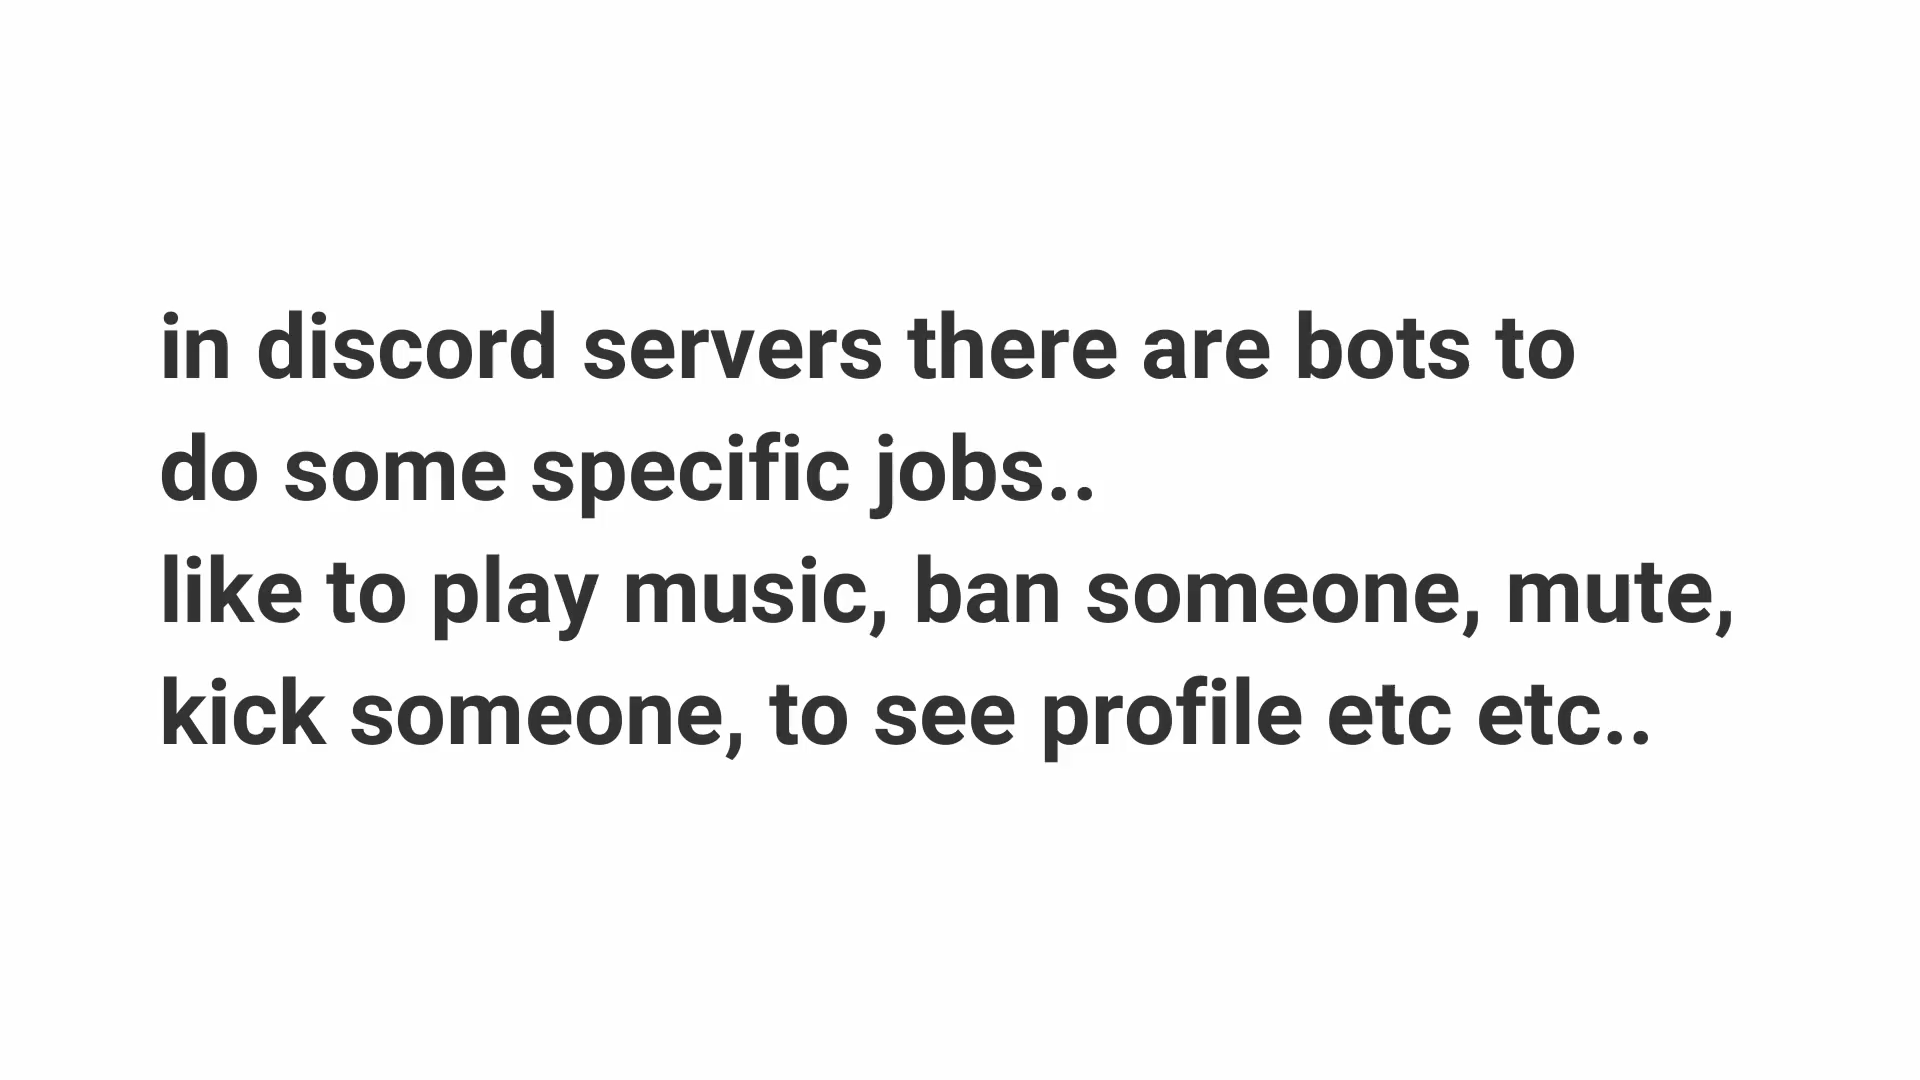 in discord servers there are bots to
do some specific jobs..
like to play music, ban someone, mute,
kick someone, to see profile etc etc..